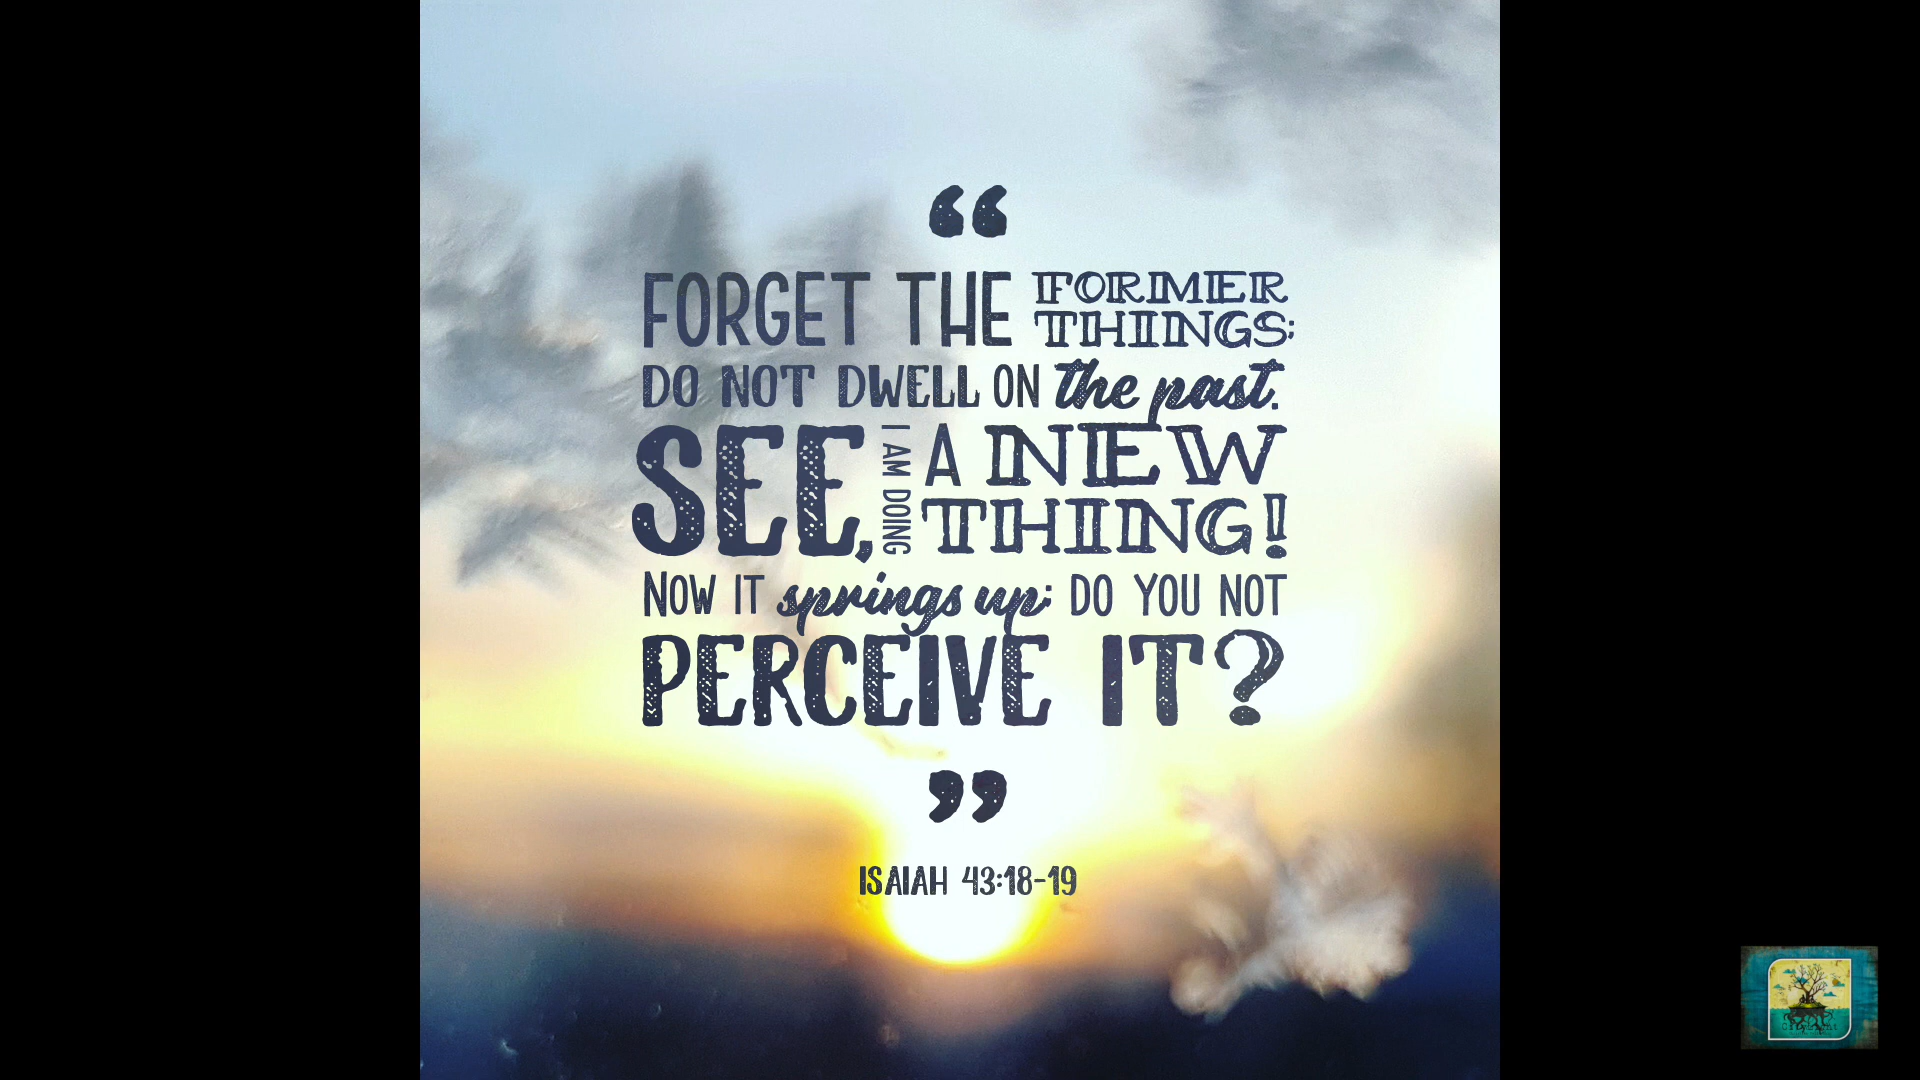 “
FORGET THE FORMER THINGS;
DO NOT DWELL ON the past.
SEE, I AM DOING A NEW THING!
NOW IT springs up; DO YOU NOT
PERCEIVE IT?
”
ISAIAH 43:18-19